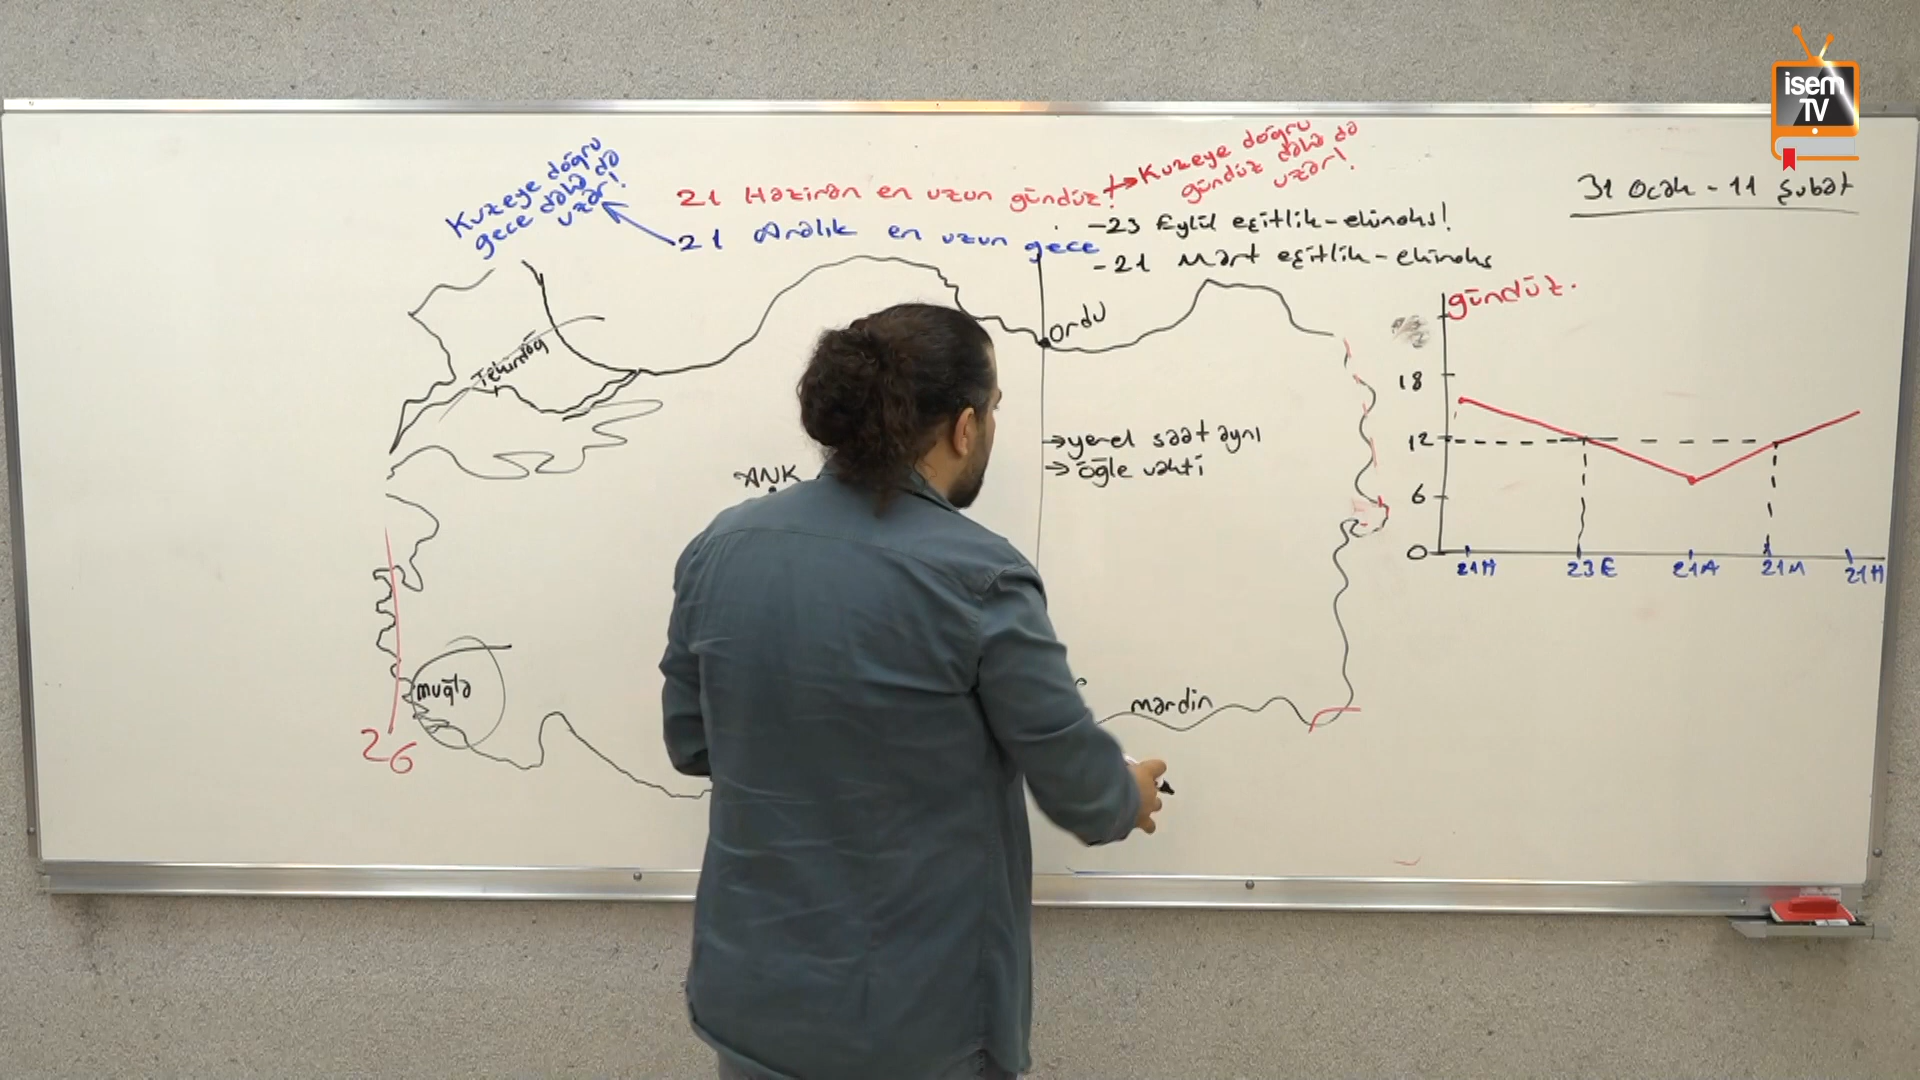 isem
TV
Kuzeye doğru
gece daha da
uzar!
21 Haziran en uzun gündüz!
→ Kuzeye doğru
gündüz daha da
uzar!
31 Ocak - 11 Şubat
21 Aralık en uzun gece
-23 Eylül eşitlik-ekinoks!
-21 Mart eşitlik-ekinoks
gündüz.
Ordu
Tekirdağ
18
→yerel saat aynı
12
→ öğle vakti
ANK
6
0
21H 23E 21A 21M 21H
muğla
mardin
26